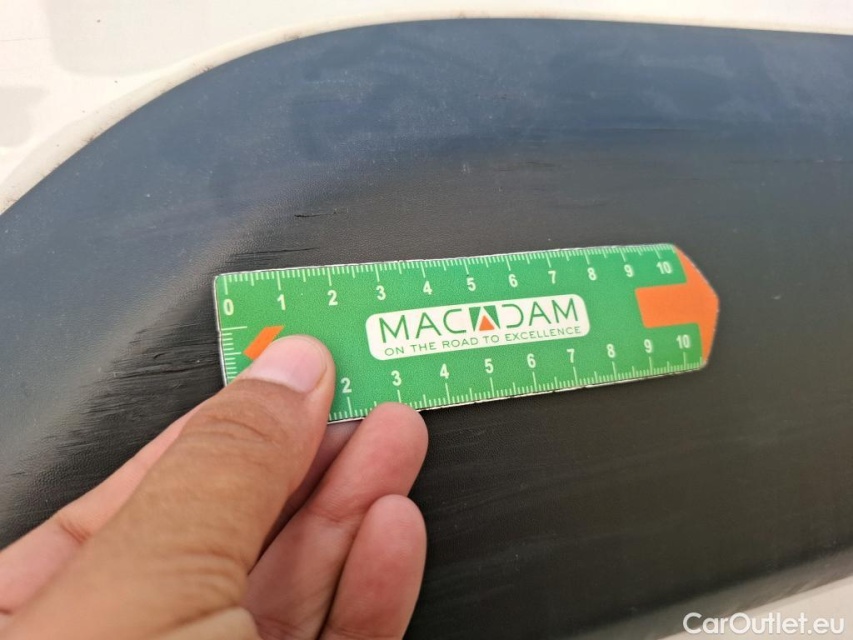 0 1 2 3 4 5 6 7 8 9 10
MACADAM
ON THE ROAD TO EXCELLENCE
2 3 4 5 6 7 8 9 10
CarOutlet.eu